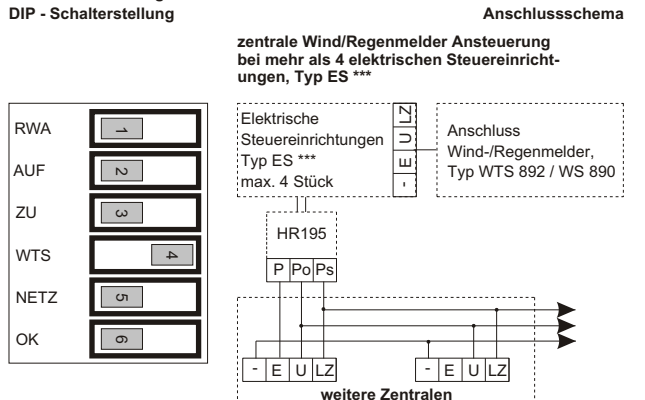 DIP - Schalterstellung
Anschlussschema
zentrale Wind/Regenmelder Ansteuerung
bei mehr als 4 elektrischen Steuereinricht-
ungen, Typ ES ***
RWA
1
AUF
2
ZU
3
WTS
4
NETZ
5
OK
6
Elektrische
Steuereinrichtungen
Typ ES ***
max. 4 Stück
- E U LZ
Anschluss
Wind-/Regenmelder,
Typ WTS 892 / WS 890
HR195
P Po Ps
- E U LZ
- E U LZ
weitere Zentralen